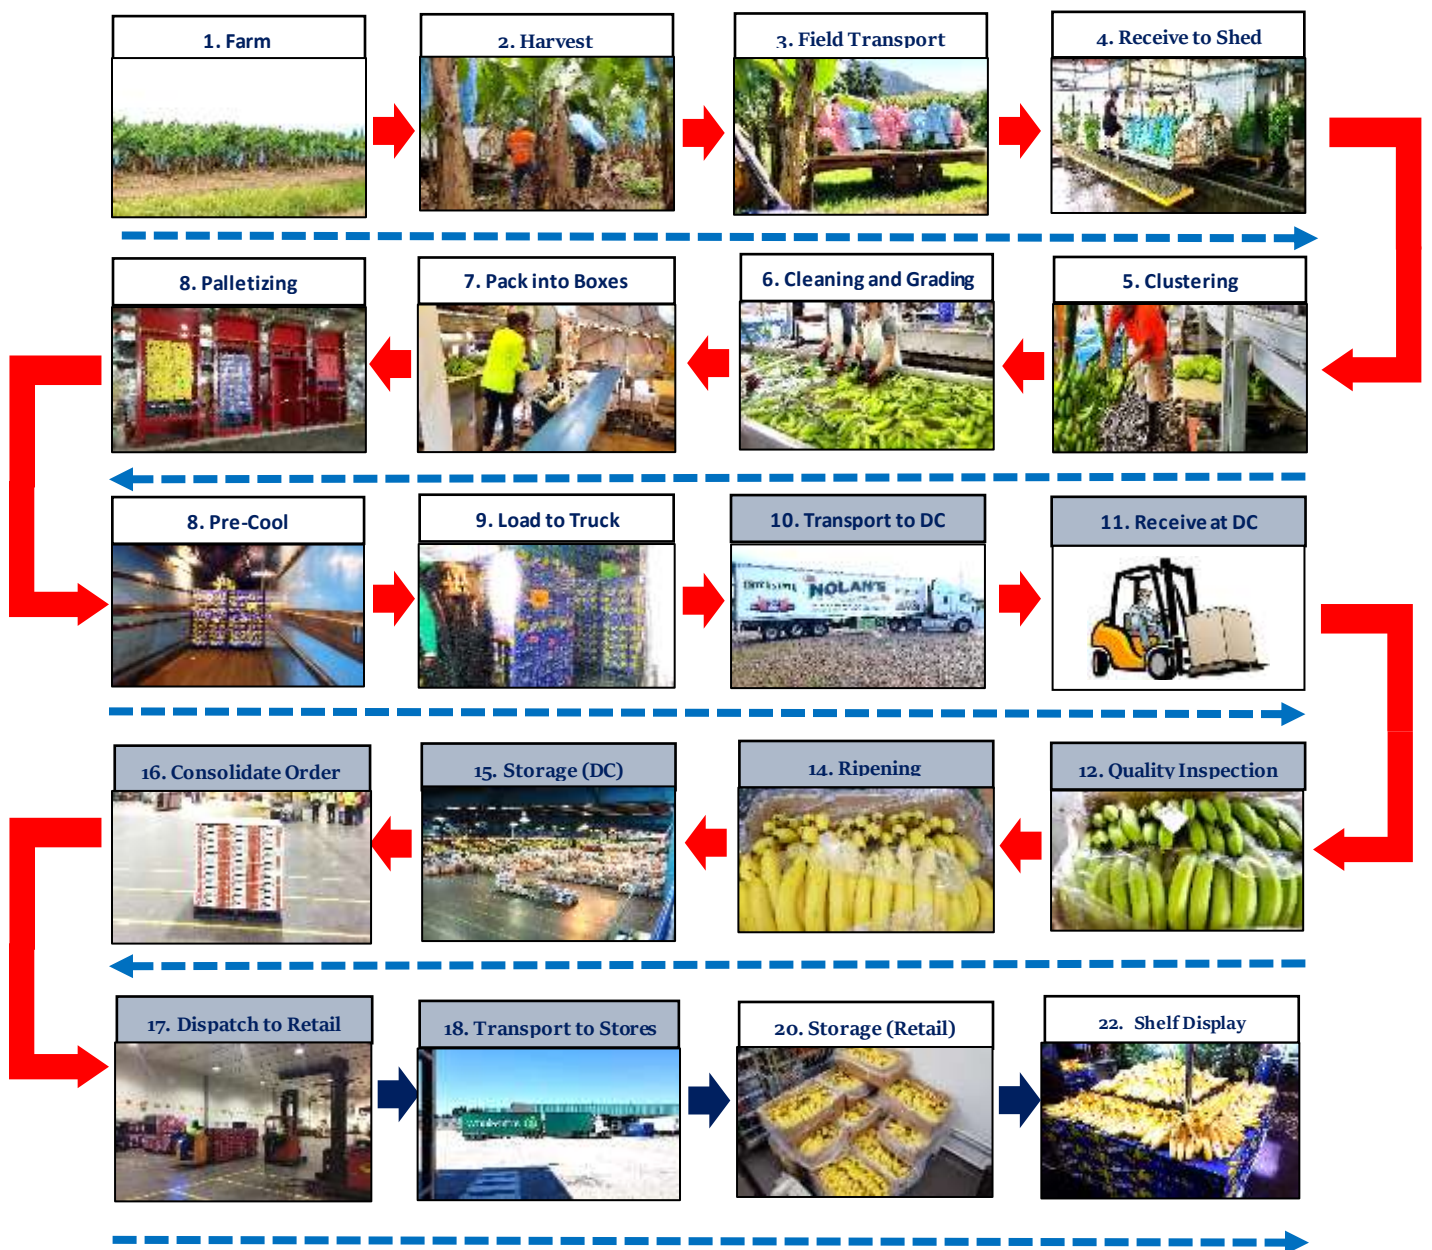 1. Farm
2. Harvest
3. Field Transport
4. Receive to Shed
8. Palletizing
7. Pack into Boxes
6. Cleaning and Grading
5. Clustering
8. Pre-Cool
9. Load to Truck
10. Transport to DC
11. Receive at DC
NOLAN'S
16. Consolidate Order
15. Storage (DC)
14. Ripening
12. Quality Inspection
17. Dispatch to Retail
18. Transport to Stores
20. Storage (Retail)
22. Shelf Display